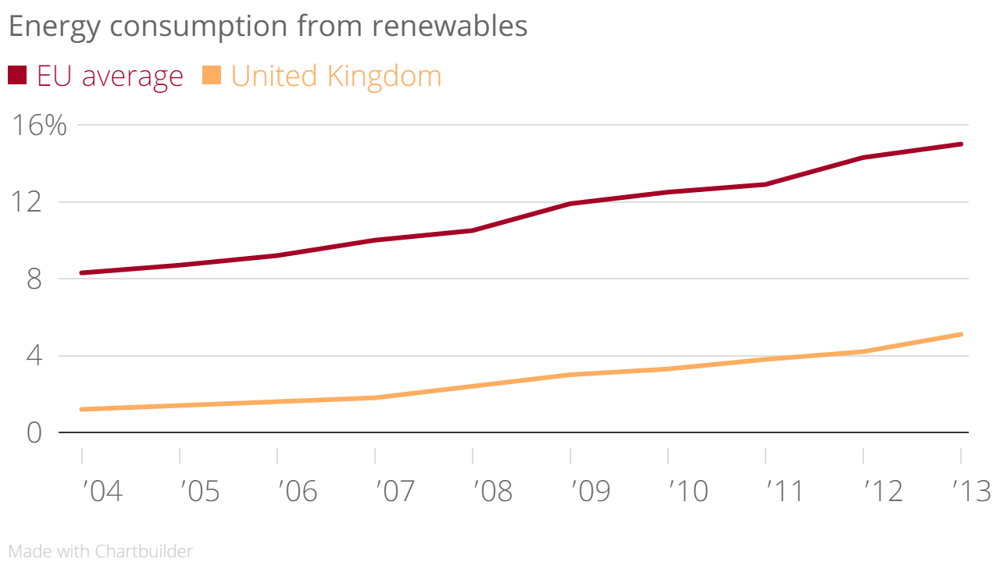 Energy consumption from renewables
EU average United Kingdom
16%
12
8
4
0
’04 ’05 ’06 ’07 ’08 ’09 ’10 ’11 ’12 ’13
Made with Chartbuilder